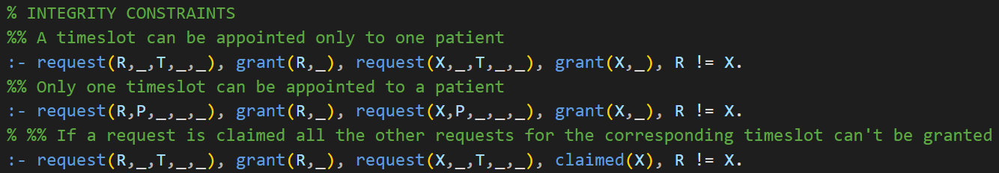 % INTEGRITY CONSTRAINTS
%% A timeslot can be appointed only to one patient
:- request(R,_,T,_,_), grant(R,_), request(X,_,T,_,_), grant(X,_), R != X.
%% Only one timeslot can be appointed to a patient
:- request(R,P,_,_,_), grant(R,_), request(X,P,_,_,_), grant(X,_), R != X.
% %% If a request is claimed all the other requests for the corresponding timeslot can't be granted
:- request(R,_,T,_,_), grant(R,_), request(X,_,T,_,_), claimed(X), R != X.